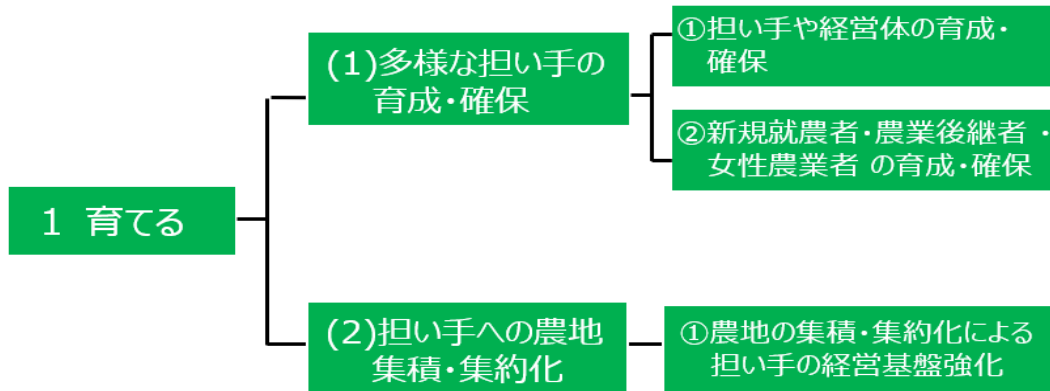 1 育てる
(1)多様な担い手の
育成・確保
①担い手や経営体の育成・
確保
②新規就農者・農業後継者・
女性農業者 の育成・確保
(2)担い手への農地
集積・集約化
①農地の集積・集約化による
担い手の経営基盤強化